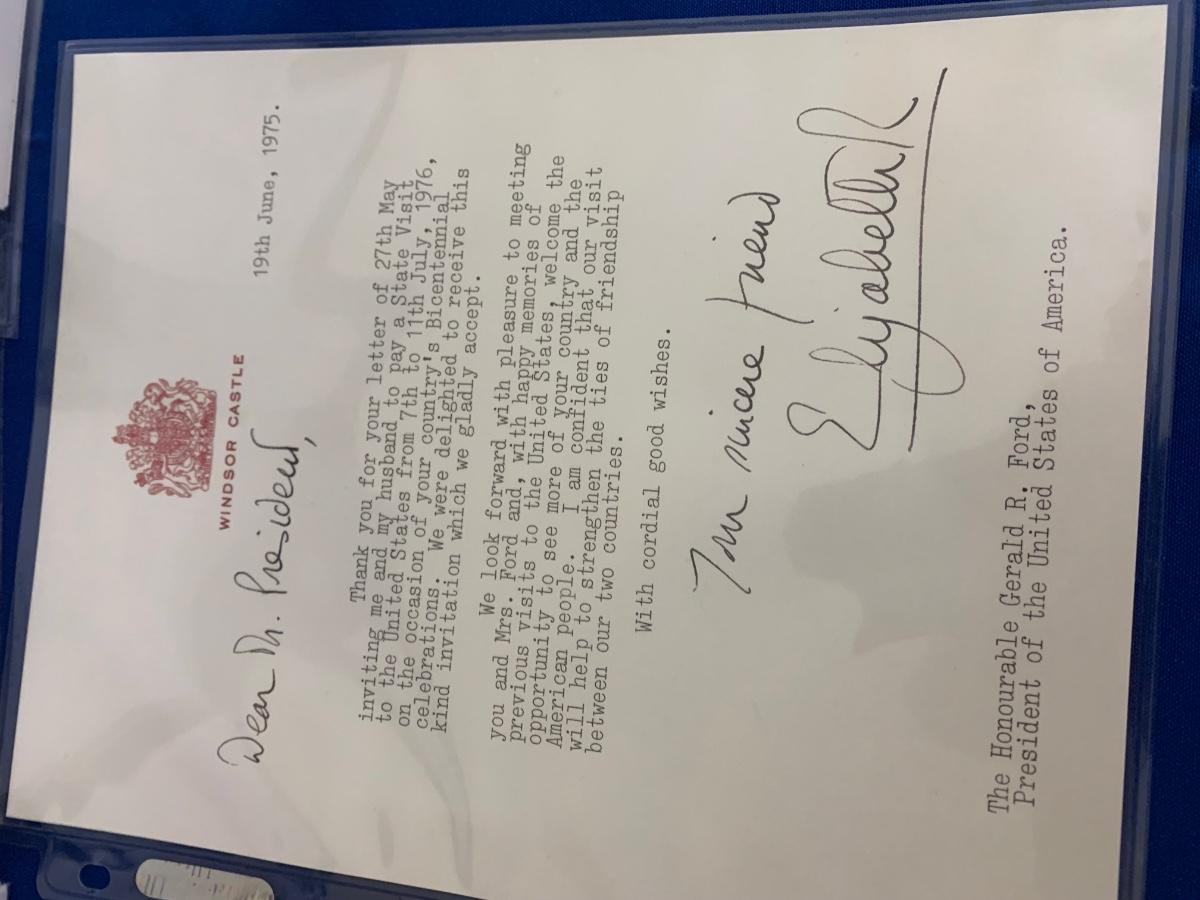 WINDSOR CASTLE
19th June, 1975.
Dear Mr. President,
Thank you for your letter of 27th May
inviting me and my husband to pay a State Visit
to the United States from 7th to 11th July, 1976,
on the occasion of your country's Bicentennial
celebrations. We were delighted to receive this
kind invitation which we gladly accept.
We look forward with pleasure to meeting
you and Mrs. Ford and, with happy memories of
previous visits to the United States, welcome the
opportunity to see more of your country and the
American people. I am confident that our visit
will help to strengthen the ties of friendship
between our two countries.
With cordial good wishes.
Your sincere friend
Elizabeth R
The Honourable Gerald R. Ford,
President of the United States of America.